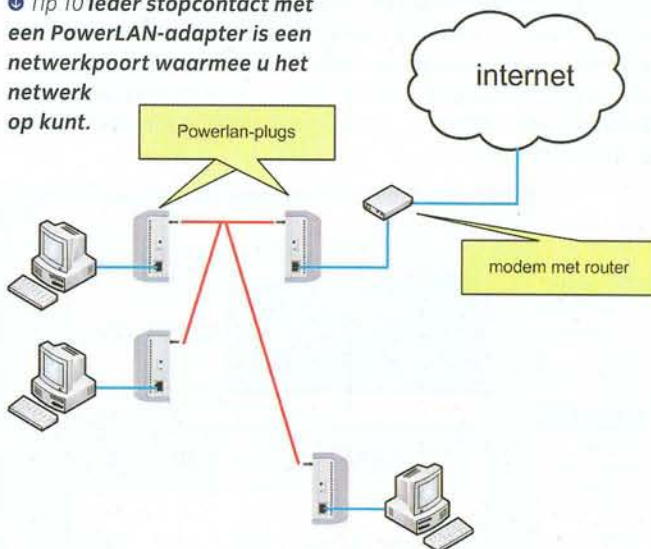 Tip 10 Ieder stopcontact met
een PowerLAN-adapter is een
netwerkpoort waarmee u het
netwerk
op kunt.
internet
Powerlan-plugs
modem met router